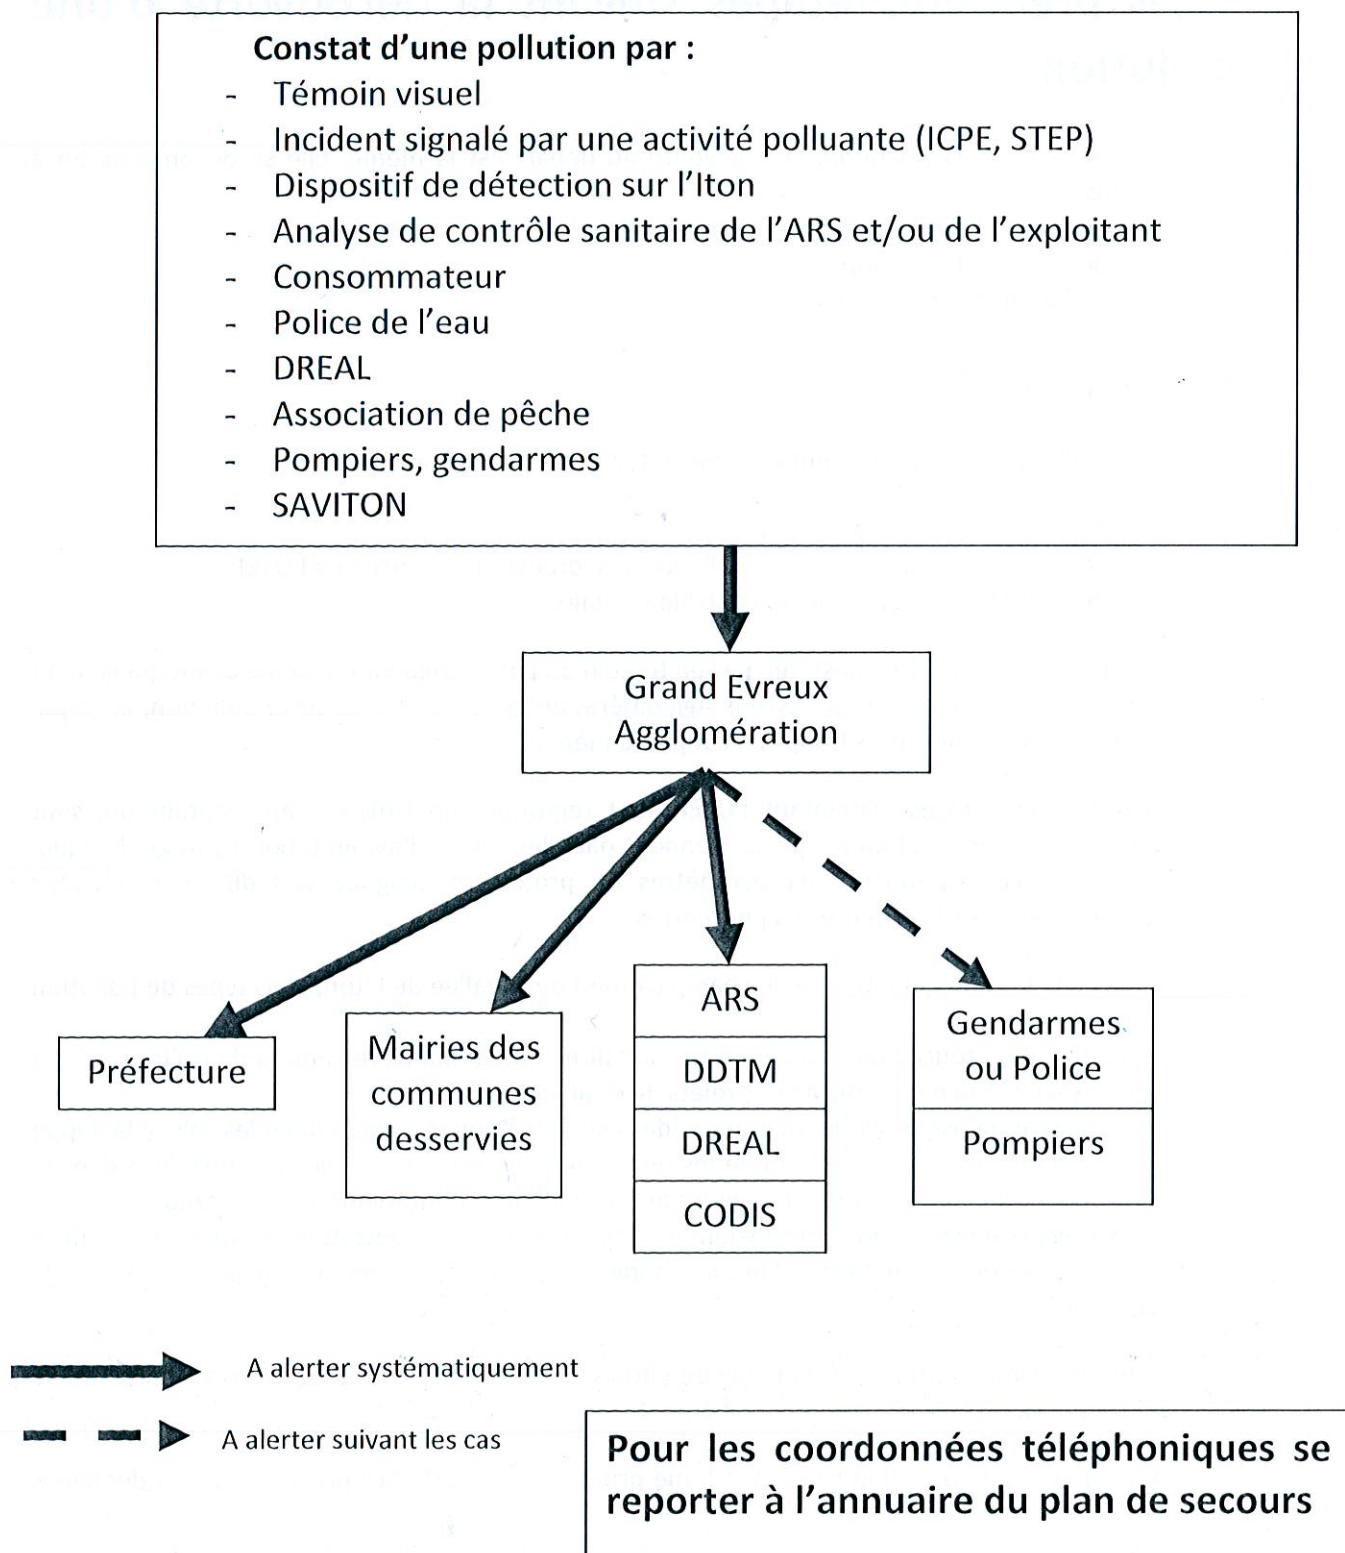 Constat d’une pollution par :
- Témoin visuel
- Incident signalé par une activité polluante (ICPE, STEP)
- Dispositif de détection sur l’Iton
- Analyse de contrôle sanitaire de l’ARS et/ou de l’exploitant
- Consommateur
- Police de l’eau
- DREAL
- Association de pêche
- Pompiers, gendarmes
- SAVITON
Grand Evreux
Agglomération
Préfecture
Mairies des
communes
desservies
ARS
DDTM
DREAL
CODIS
Gendarmes
ou Police
Pompiers
A alerter systématiquement
A alerter suivant les cas
Pour les coordonnées téléphoniques se
reporter à l’annuaire du plan de secours